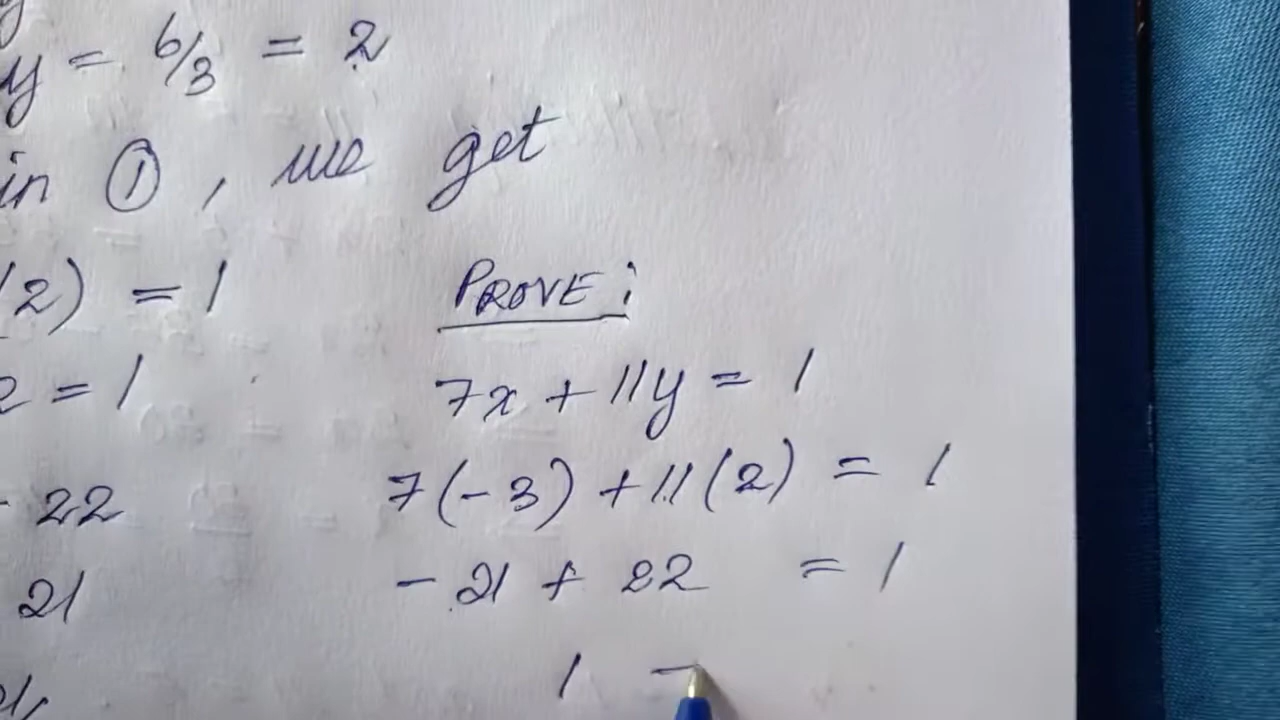 y = 6/3 = 2
in ①, we get
(2) = 1
PROVE :
2 = 1
7x + 11y = 1
- 22
7(-3) + 11(2) = 1
21
-21 + 22 = 1
1 -